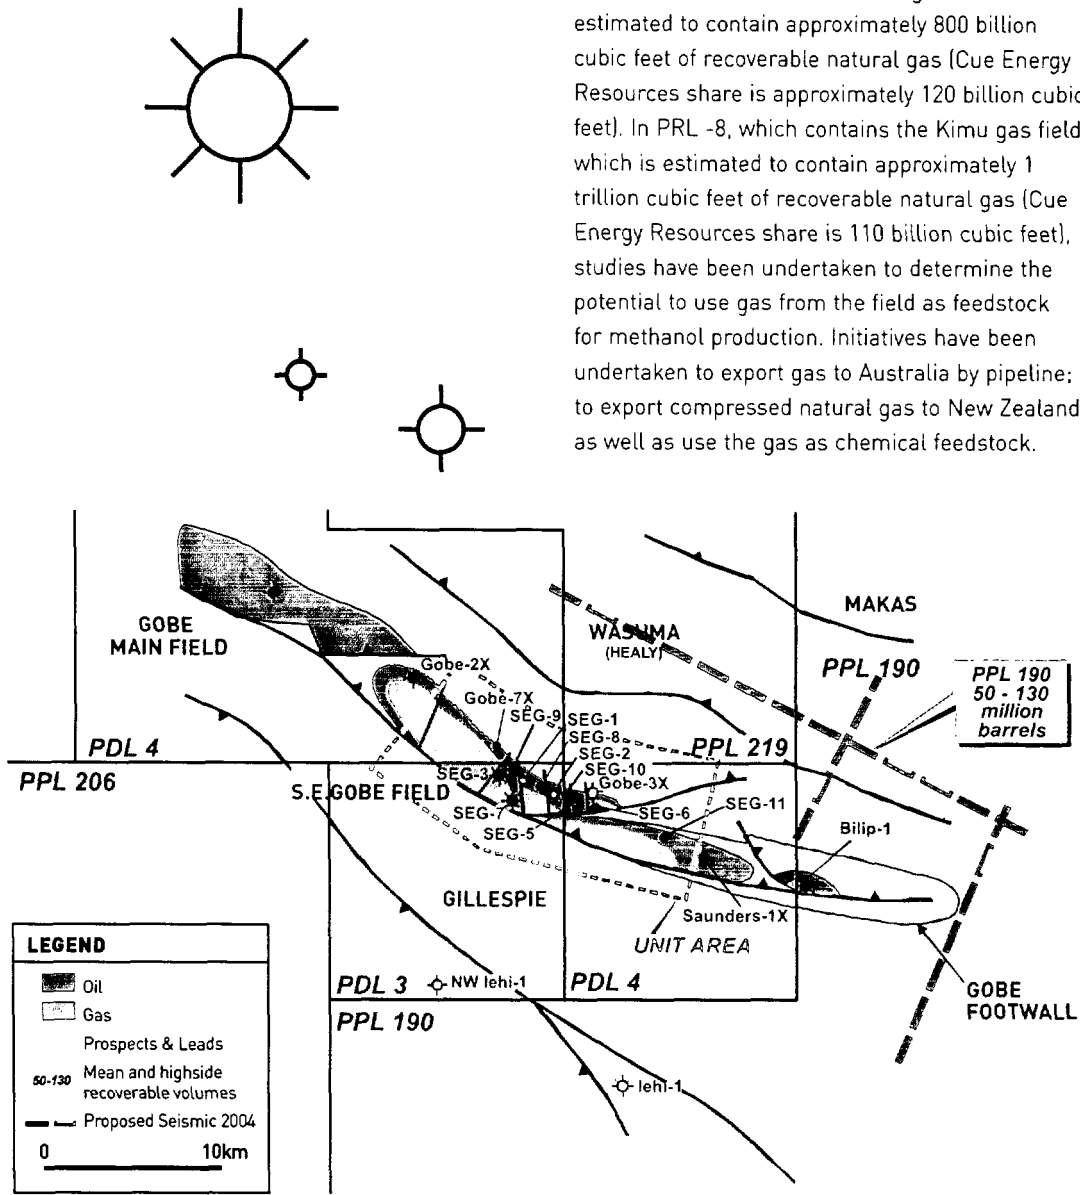 estimated to contain approximately 800 billion
cubic feet of recoverable natural gas (Cue Energy
Resources share is approximately 120 billion cubic
feet). In PRL -8, which contains the Kimu gas field
which is estimated to contain approximately 1
trillion cubic feet of recoverable natural gas (Cue
Energy Resources share is 110 billion cubic feet),
studies have been undertaken to determine the
potential to use gas from the field as feedstock
for methanol production. Initiatives have been
undertaken to export gas to Australia by pipeline;
to export compressed natural gas to New Zealand
as well as use the gas as chemical feedstock.
MAKAS
GOBE
MAIN FIELD
WASUMA
(HEALY)
PPL 190
PPL 190
50 - 130
million
barrels
Gobe-2X
Gobe-7X
SEG-9
SEG-1
SEG-8
SEG-2
SEG-10
Gobe-3X
PDL 4
PPL 219
PPL 206
SEG-3
S.E.GOBE FIELD
SEG-7
SEG-5
SEG-6
SEG-11
Bilip-1
GILLESPIE
Saunders-1X
UNIT AREA
PDL 3
NW Iehi-1
PDL 4
GOBE
FOOTWALL
PPL 190
Iehi-1
LEGEND
Oil
Gas
Prospects & Leads
50-130
Mean and highside
recoverable volumes
Proposed Seismic 2004
0 10km